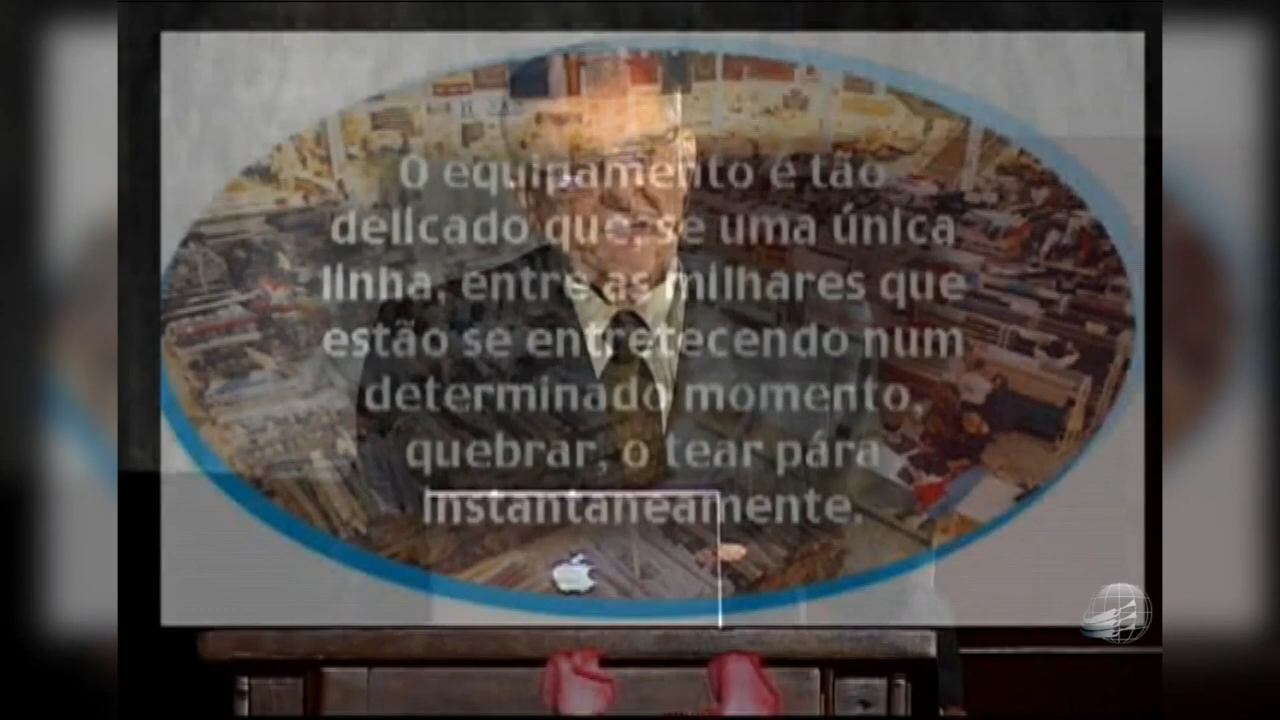 O equipamento é tão
delicado que, se uma única
linha, entre as milhares que
estão se entretecendo num
determinado momento,
quebrar, o tear pára
instantaneamente.